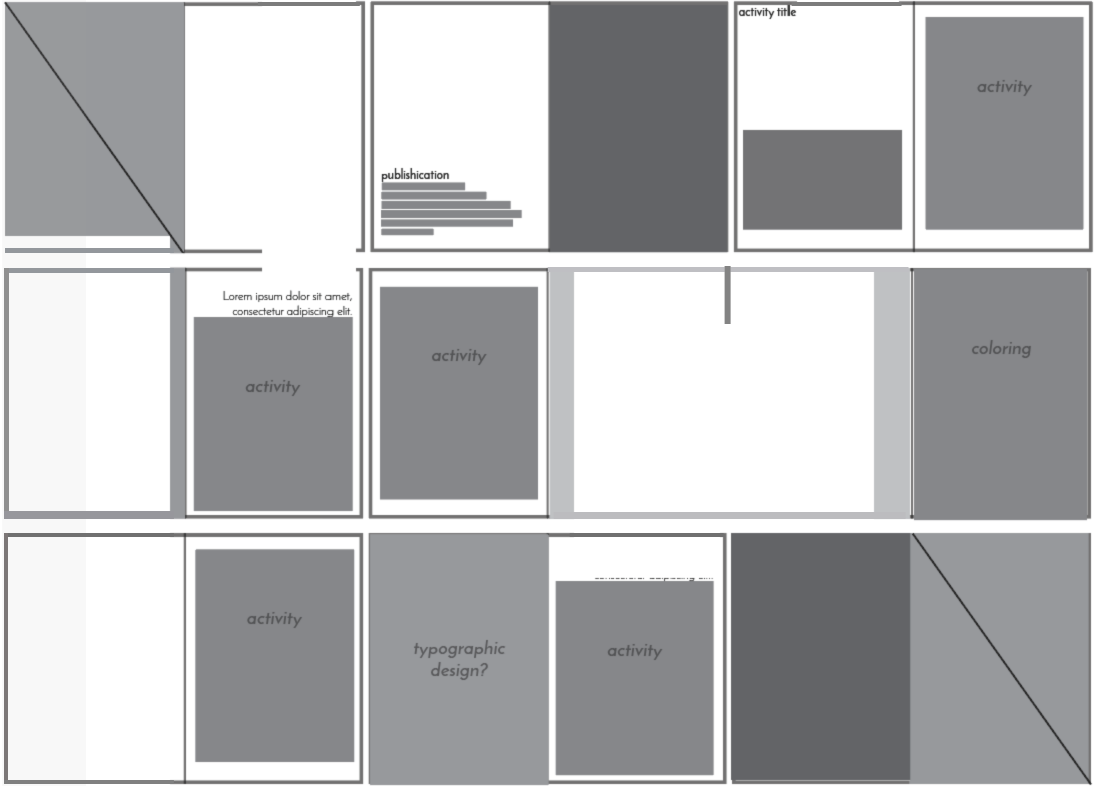 activity title
activity
publishication
Lorem ipsum dolor sit amet,
consectetur adipiscing elit.
activity
activity
coloring
activity
typographic
design?
activity